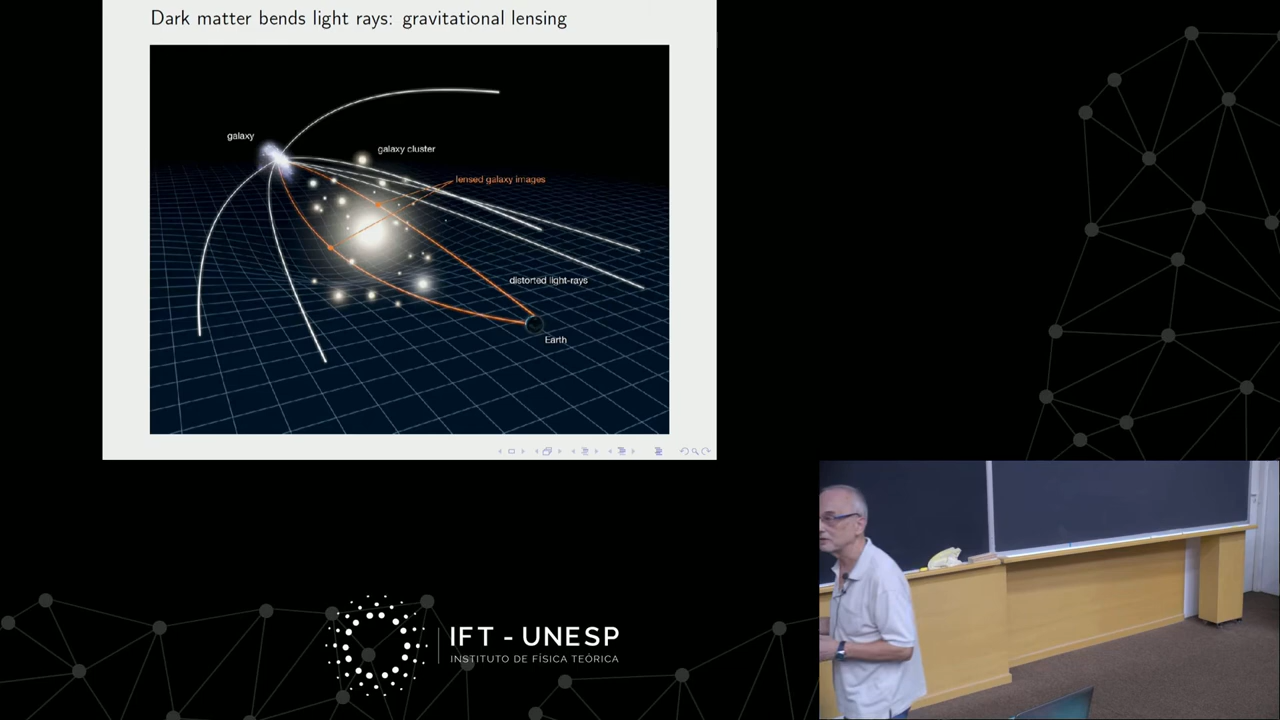 Dark matter bends light rays: gravitational lensing
galaxy
galaxy cluster
lensed galaxy images
distorted light-rays
Earth
IFT - UNESP
INSTITUTO DE FÍSICA TEÓRICA